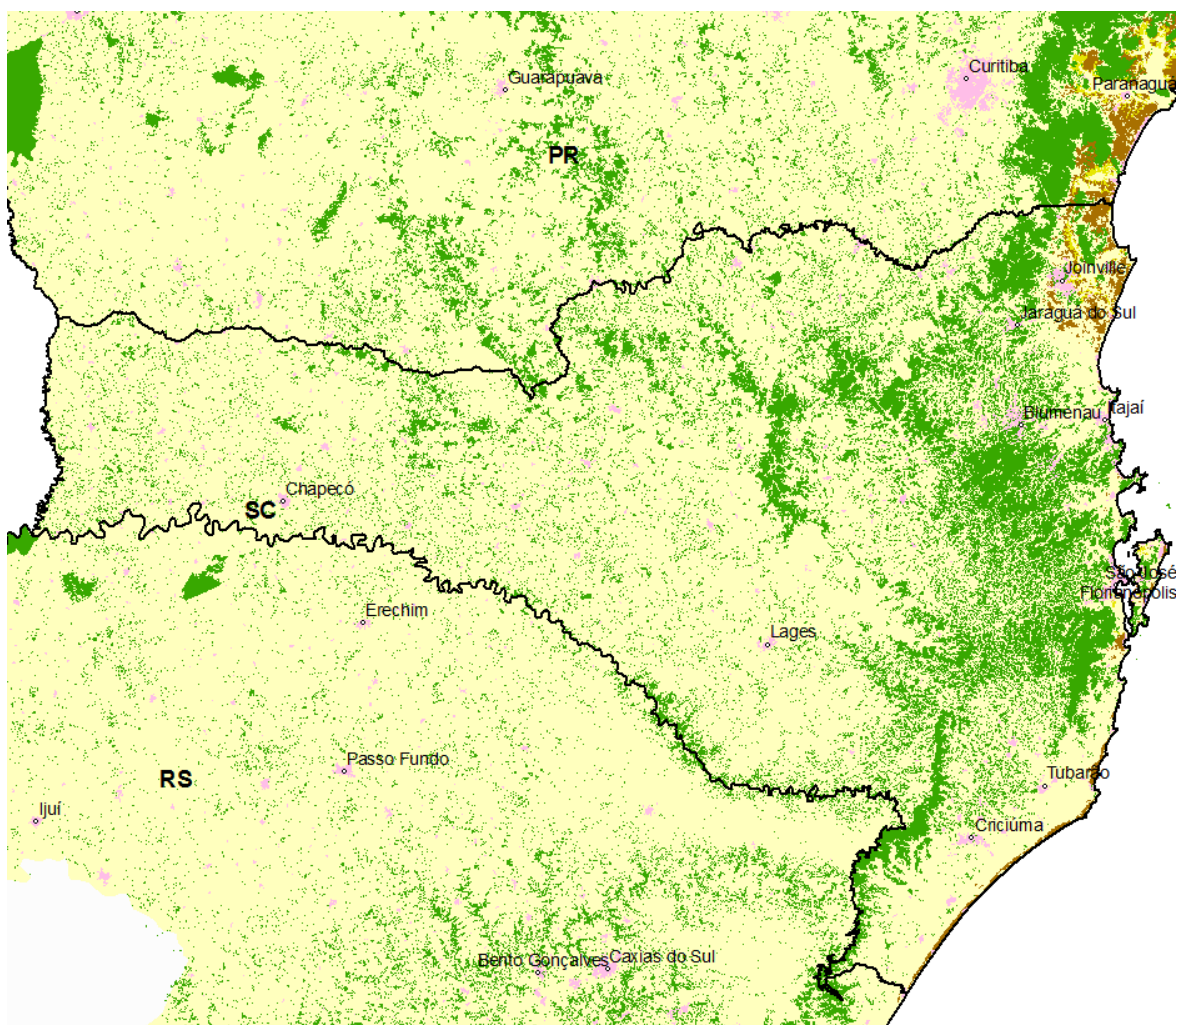 Curitiba
Guarapuava
Paranaguá
PR
Joinville
Jaraguá do Sul
Itajaí
Blumenau
Chapecó
SC
São José
Florianópolis
Erechim
Lages
Passo Fundo
RS
Tubarão
Ijuí
Criciúma
Bento Gonçalves
Caxias do Sul